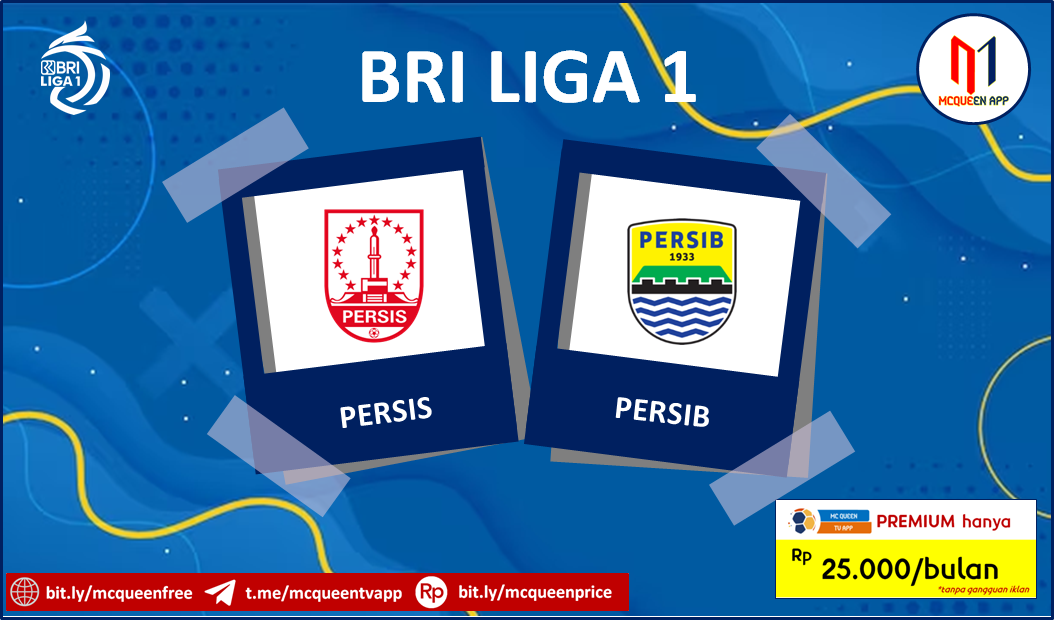 BRI
LIGA 1
BRI LIGA 1
M1
MCQUEEN APP
PERSIS
PERSIB
1933
PERSIS
PERSIB
MC QUEEN
TV APP
PREMIUM hanya
Rp 25.000/bulan
*tanpa gangguan iklan
bit.ly/mcqueenfree
t.me/mcqueentvapp
Rp
bit.ly/mcqueenprice